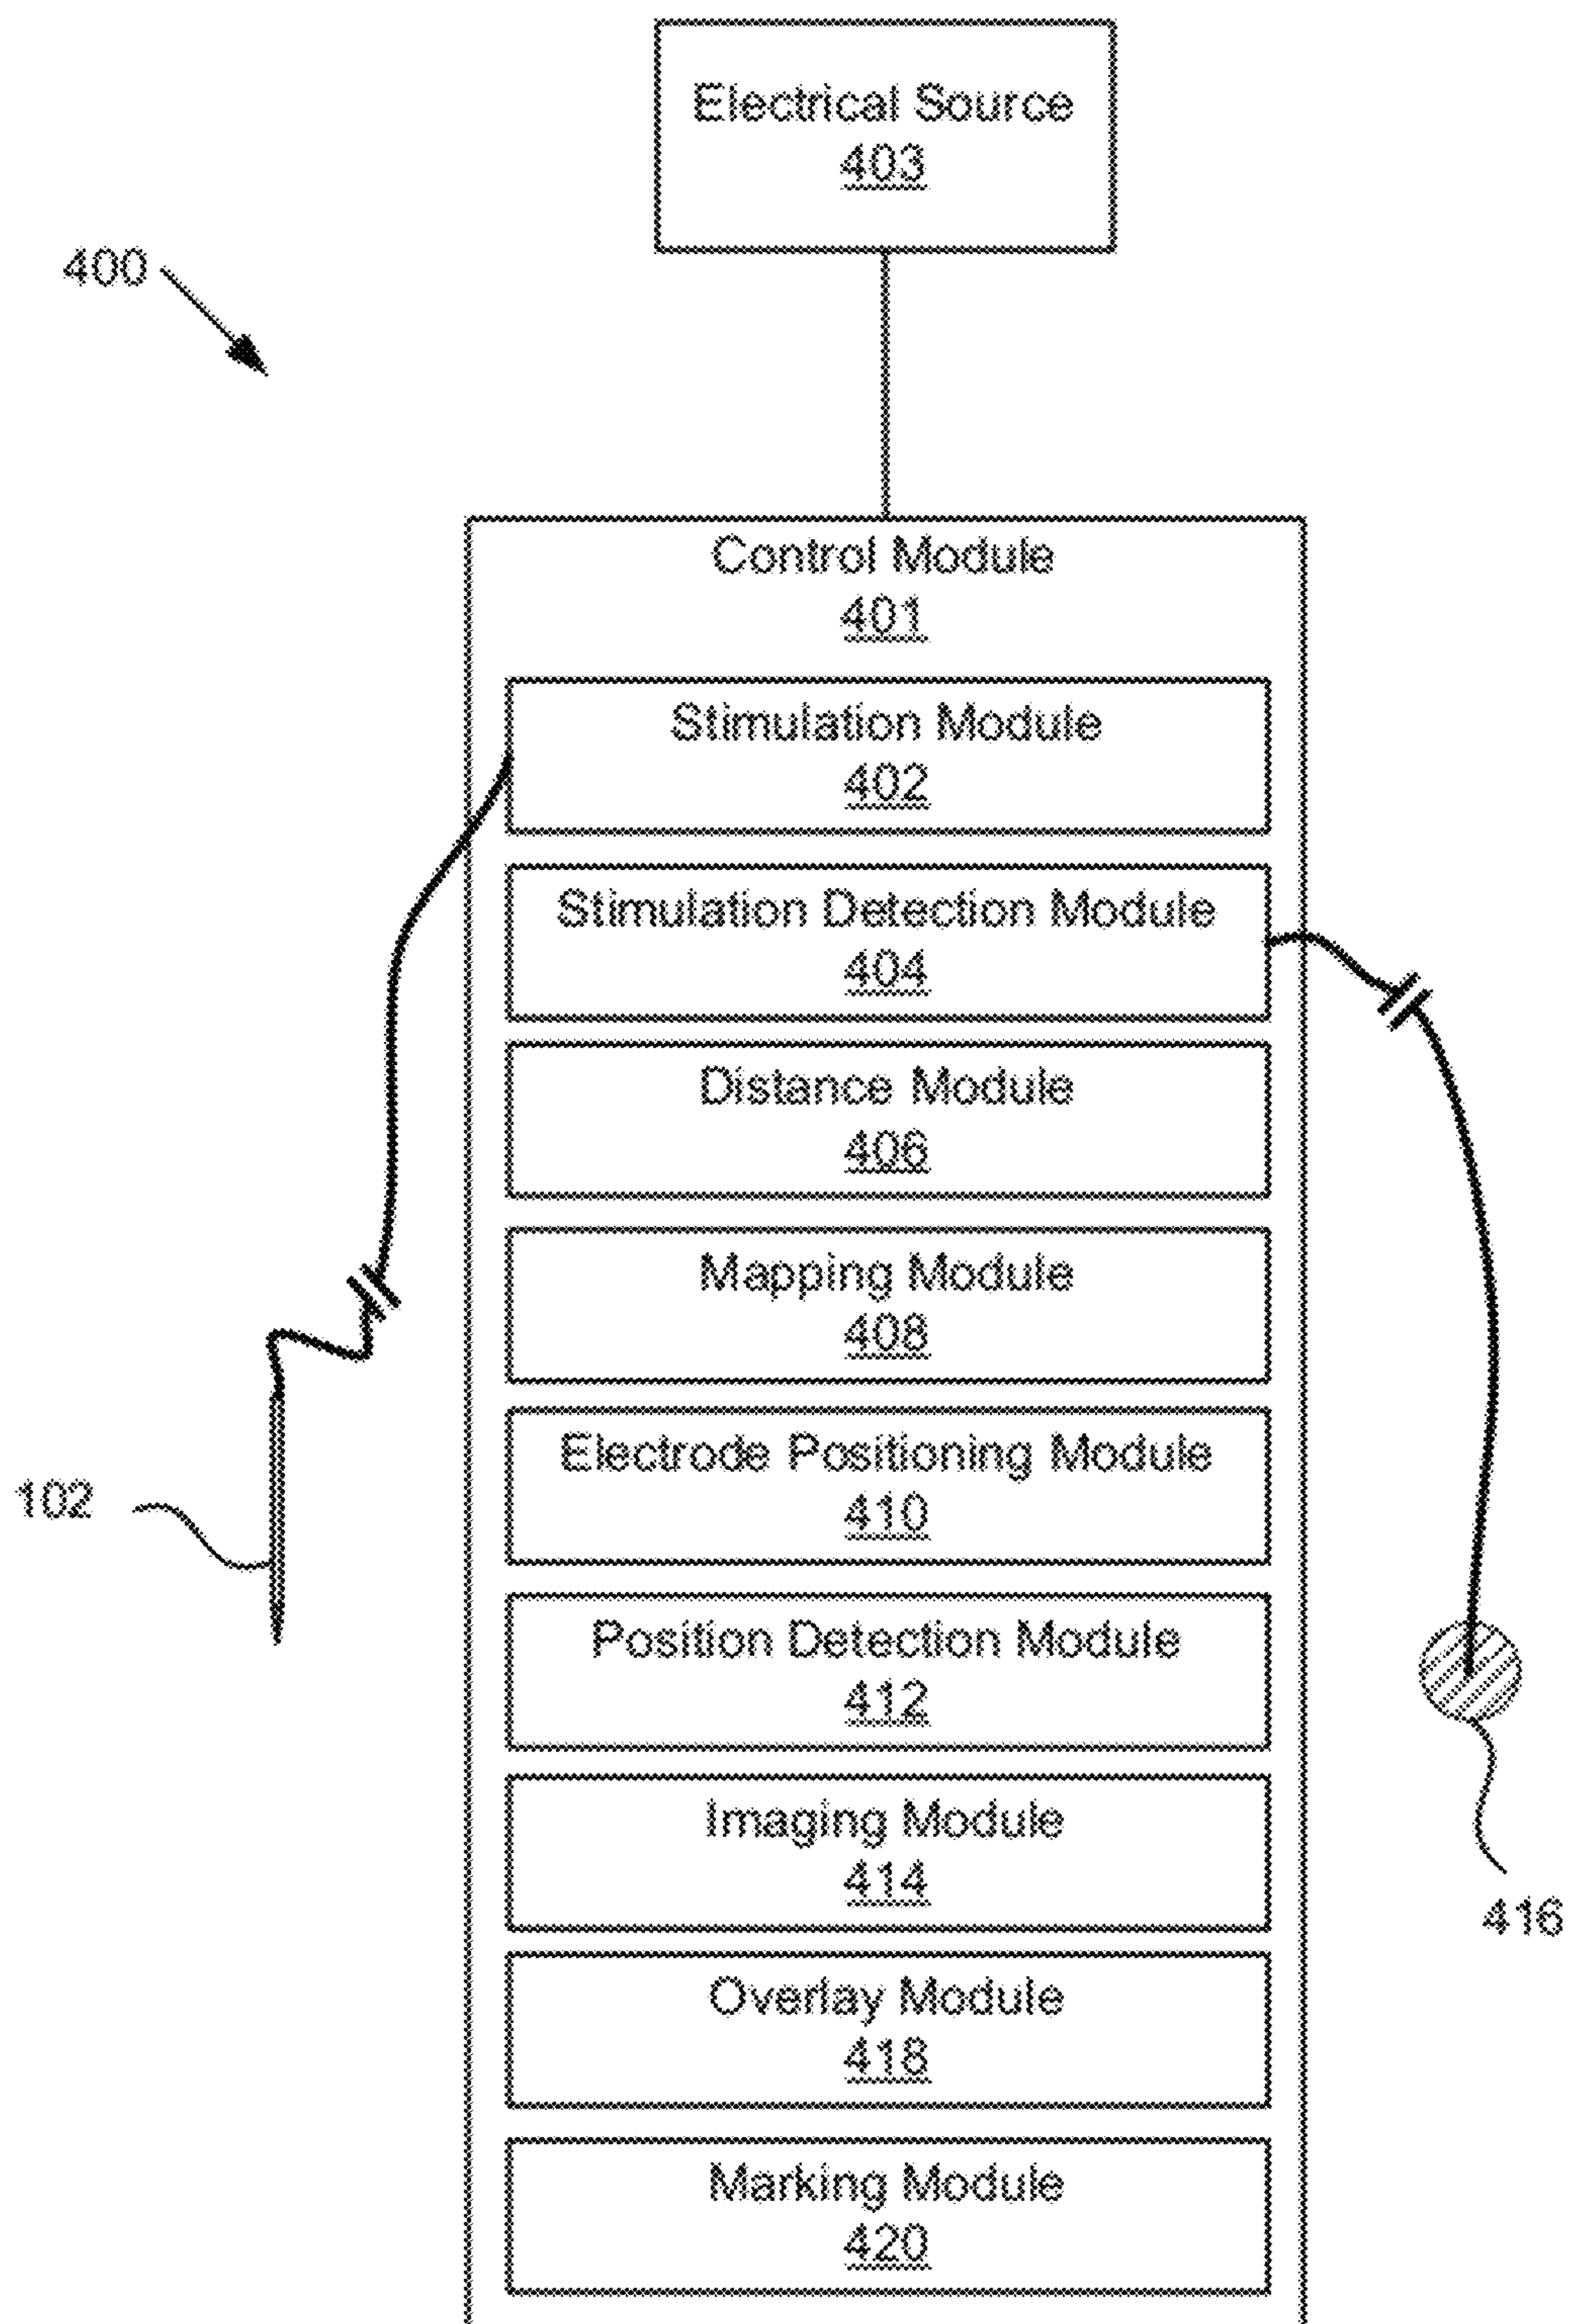 Electrical Source
403
400
Control Module
401
Stimulation Module
402
Stimulation Detection Module
404
Distance Module
406
Mapping Module
408
Electrode Positioning Module
410
102
Position Detection Module
412
Imaging Module
414
416
Overlay Module
418
Marking Module
420